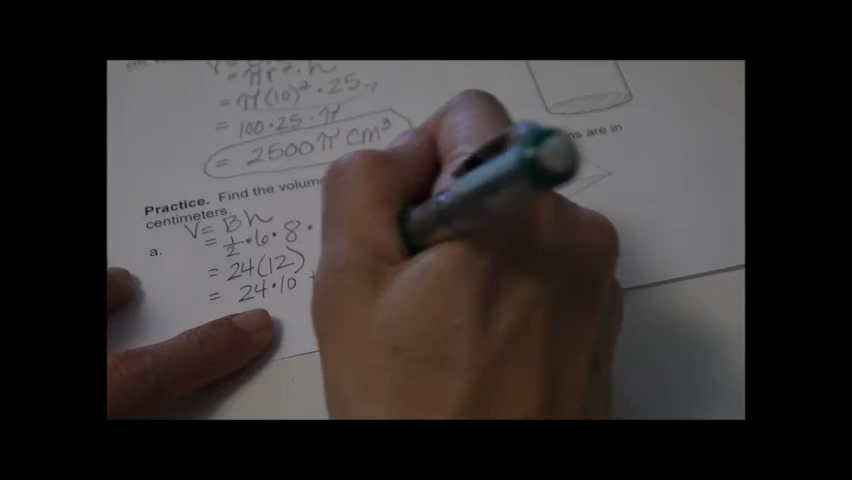 = πr². h
= π(10)² · 25
= 100 · 25 · π
= 2500 π cm³
ns are in
Practice. Find the volume
centimeters.
a. V= Bh
= 1/2 · 6 · 8 ·
= 24(12)
= 24 · 10 +